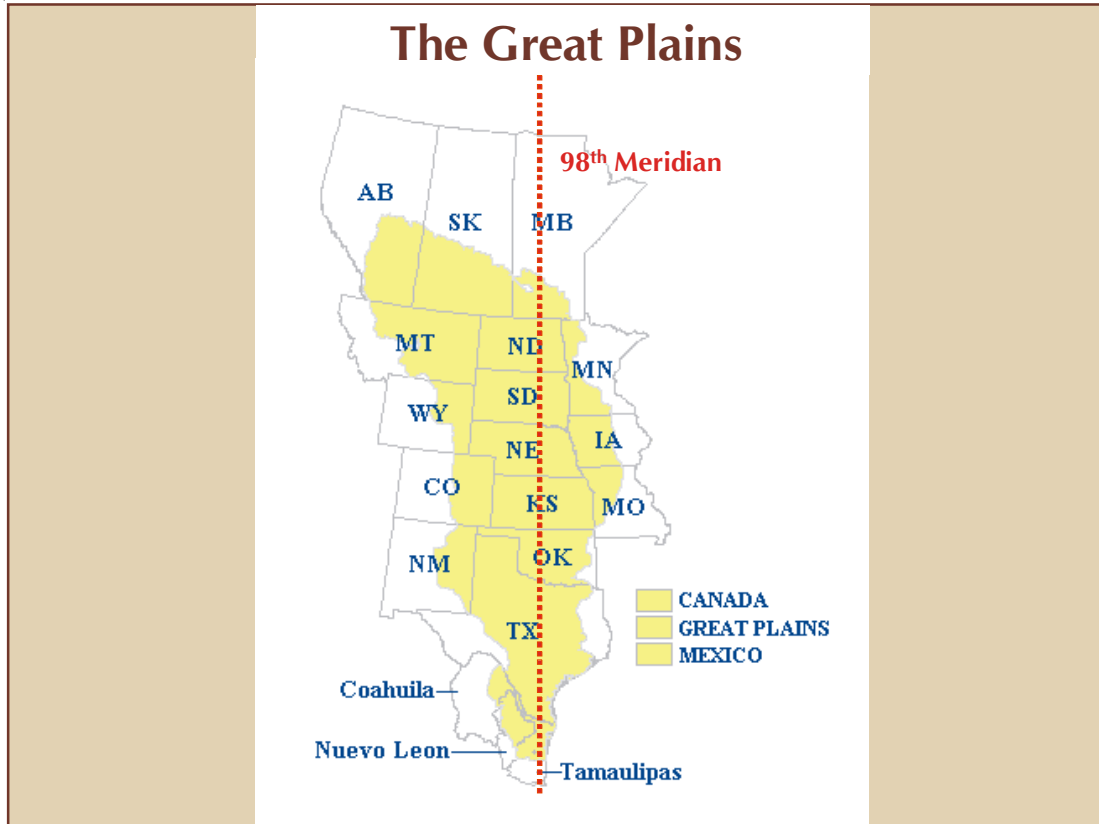 The Great Plains
98th Meridian
AB
SK
MB
MT
ND
MN
SD
WY
NE
IA
CO
KS
MO
NM
OK
CANADA
GREAT PLAINS
TX
MEXICO
Coahuila
Nuevo Leon
Tamaulipas